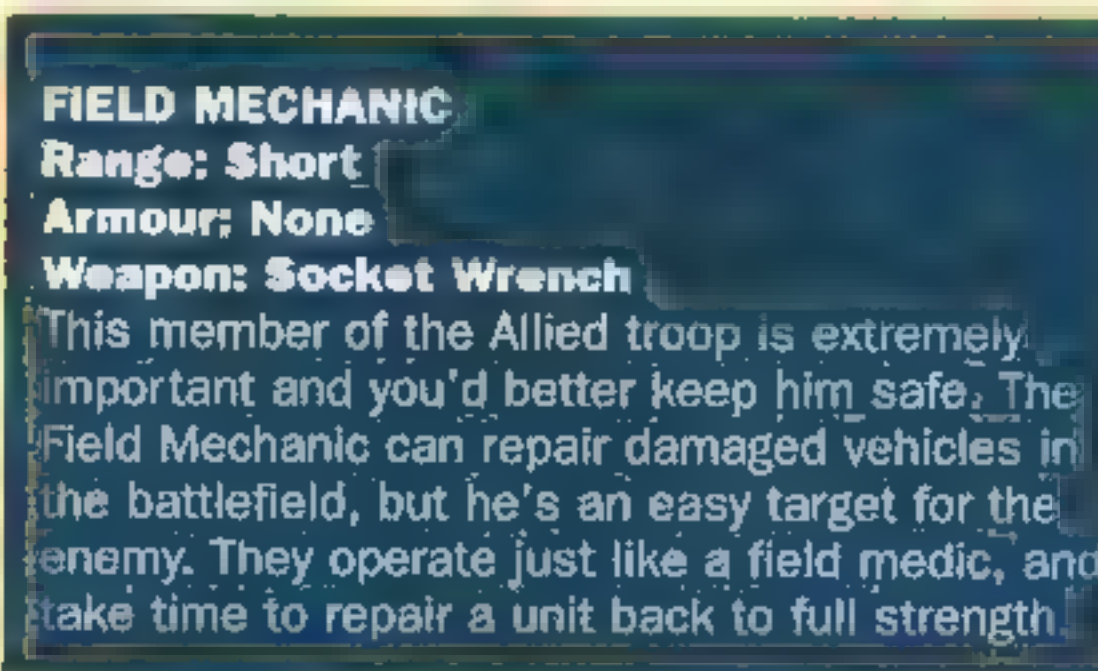 FIELD MECHANIC
Range: Short
Armour: None
Weapon: Socket Wrench
This member of the Allied troop is extremely
important and you'd better keep him safe. The
Field Mechanic can repair damaged vehicles in
the battlefield, but he's an easy target for the
enemy. They operate just like a field medic, and
take time to repair a unit back to full strength.